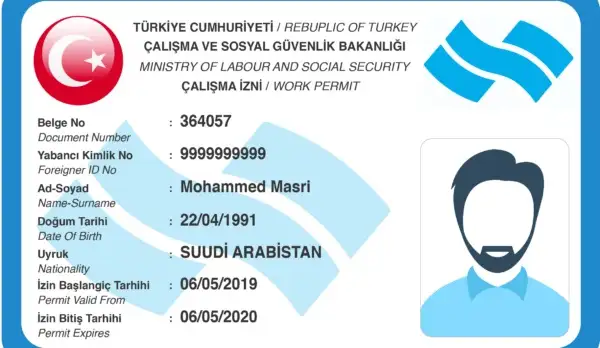 TÜRKİYE CUMHURİYETİ / REBUPLIC OF TURKEY
ÇALIŞMA VE SOSYAL GÜVENLİK BAKANLIĞI
MINISTRY OF LABOUR AND SOCIAL SECURITY
ÇALIŞMA İZNİ / WORK PERMIT
Belge No : 364057
Document Number
Yabancı Kimlik No : 9999999999
Foreigner ID No
Ad-Soyad : Mohammed Masri
Name-Surname
Doğum Tarihi : 22/04/1991
Date Of Birth
Uyruk : SUUDİ ARABİSTAN
Nationality
İzin Başlangiç Tarihi : 06/05/2019
Permit Valid From
İzin Bitiş Tarihi : 06/05/2020
Permit Expires